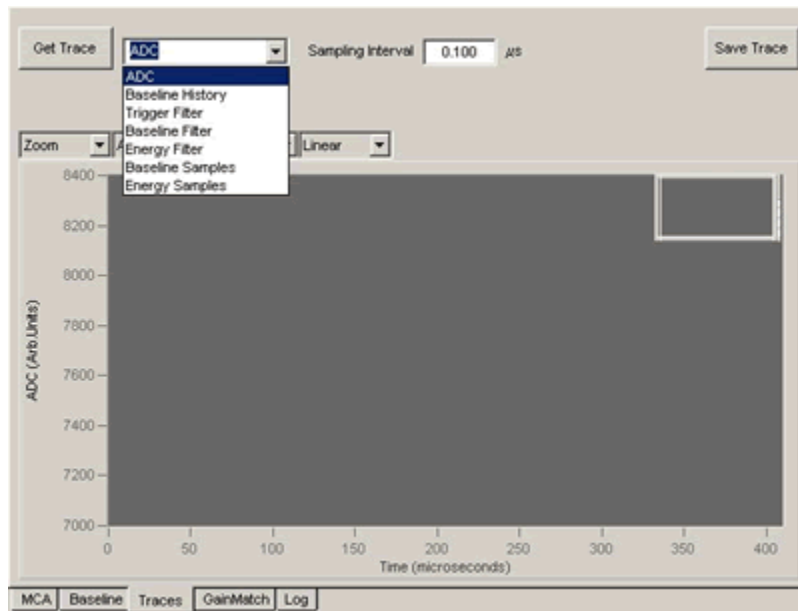 Get Trace
ADC
Sampling Interval
0.100
µs
Save Trace
ADC
Baseline History
Trigger Filter
Baseline Filter
Energy Filter
Baseline Samples
Energy Samples
Zoom
Linear
ADC (Arb.Units)
8400
8200
8000
7800
7600
7400
7200
7000
0 50 100 150 200 250 300 350 400
Time (microseconds)
MCA Baseline Traces GainMatch Log